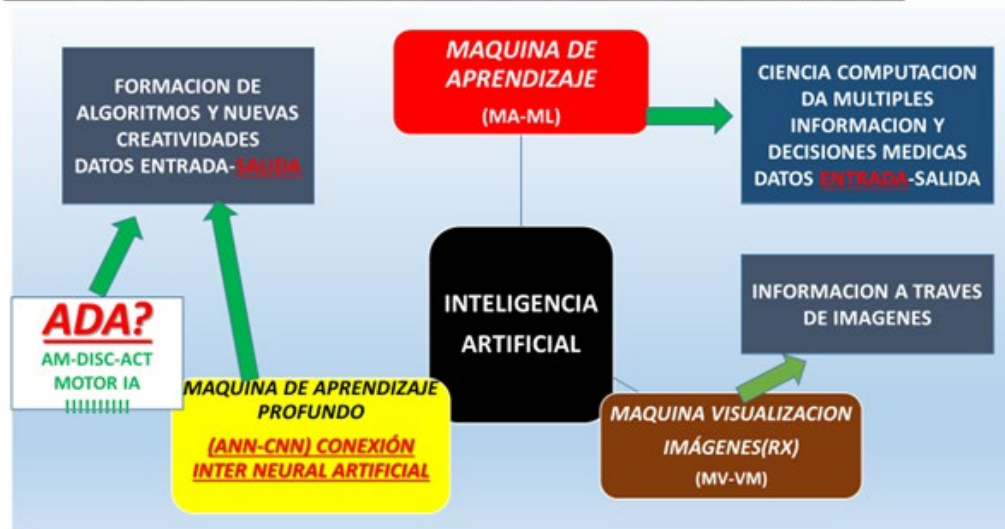 MAQUINA DE
APRENDIZAJE
(MA-ML)
FORMACION DE
ALGORITMOS Y NUEVAS
CREATIVIDADES
DATOS ENTRADA-SALIDA
CIENCIA COMPUTACION
DA MULTIPLES
INFORMACION Y
DECISIONES MEDICAS
DATOS ENTRADA-SALIDA
INTELIGENCIA
ARTIFICIAL
INFORMACION A TRAVES
DE IMAGENES
ADA?
AM-DISC-ACT
MOTOR IA
!!!!!!!!!!
MAQUINA DE APRENDIZAJE
PROFUNDO
(ANN-CNN) CONEXIÓN
INTER NEURAL ARTIFICIAL
MAQUINA VISUALIZACION
IMÁGENES(RX)
(MV-VM)